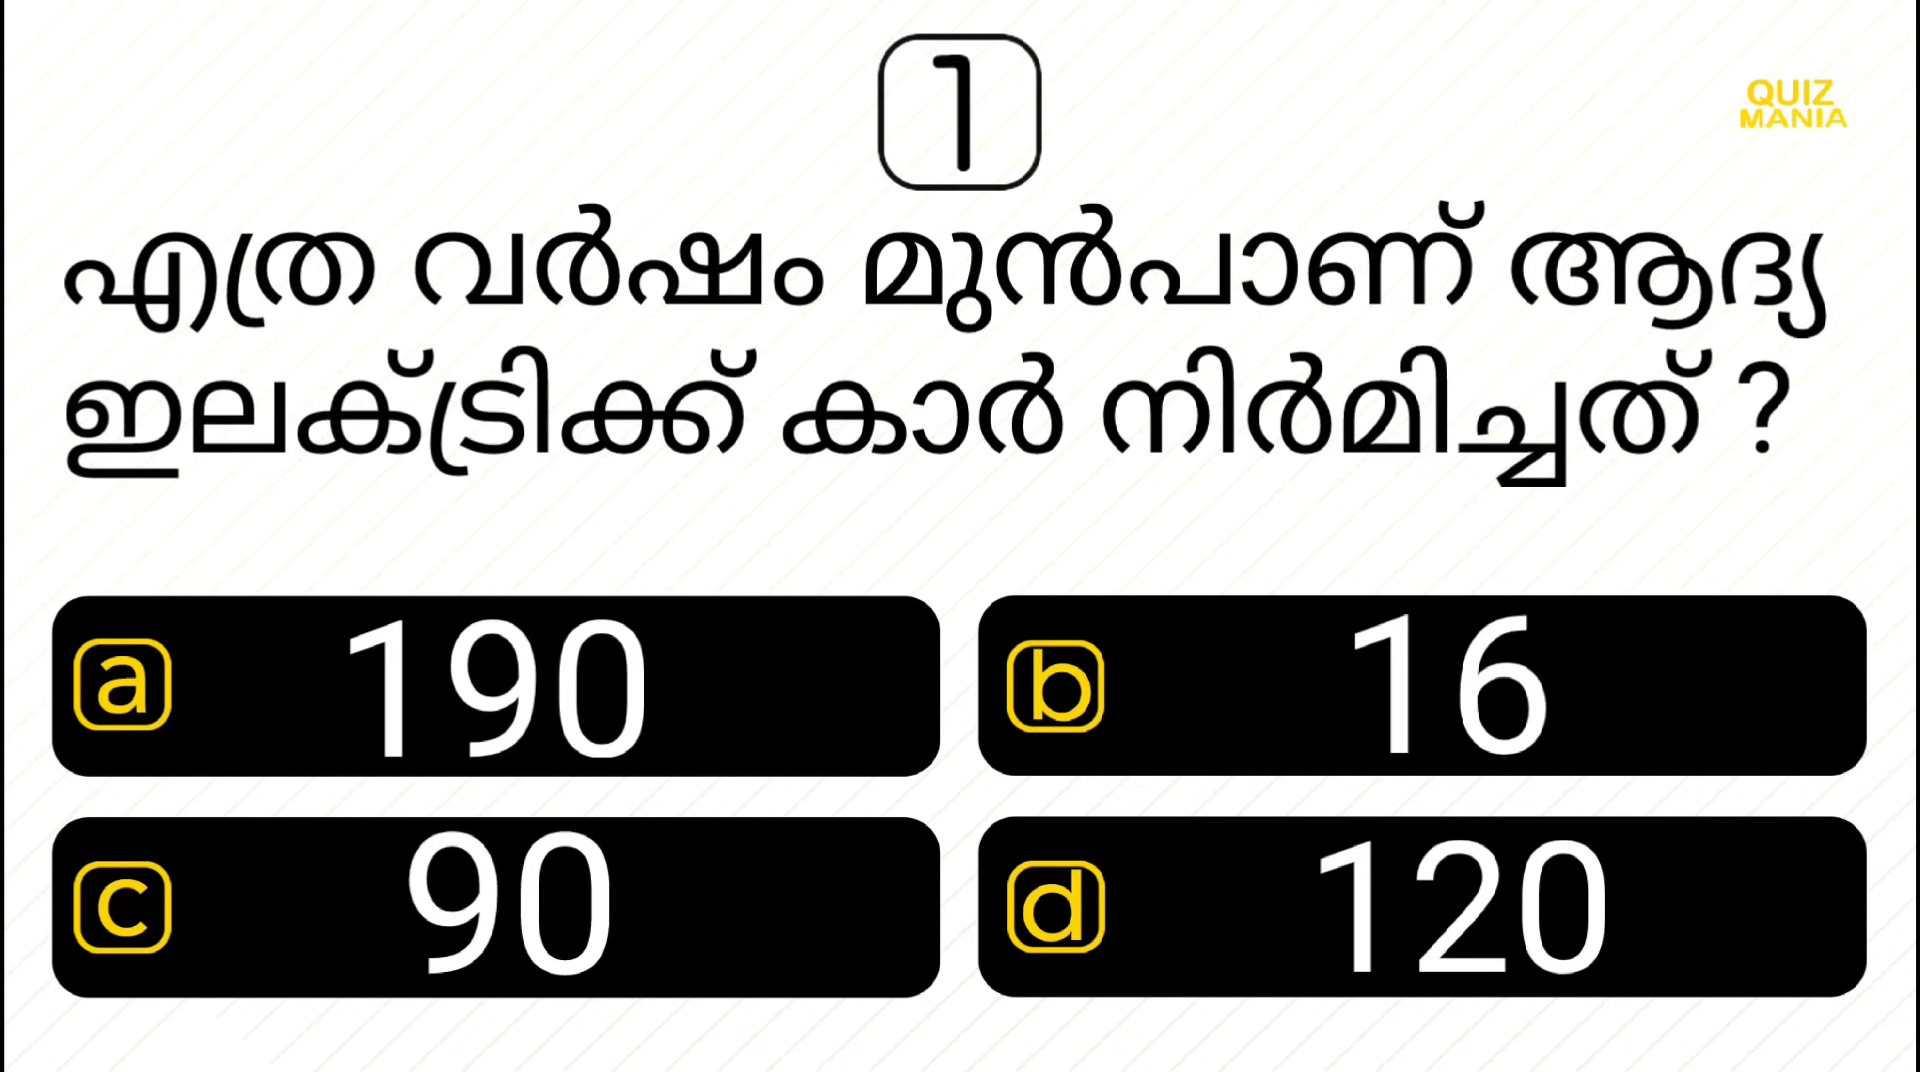 1
QUIZ
MANIA
എത്ര വർഷം മുൻപാണ് ആദ്യ
ഇലക്ട്രിക്ക് കാർ നിർമിച്ചത് ?
a 190
b 16
c 90
d 120